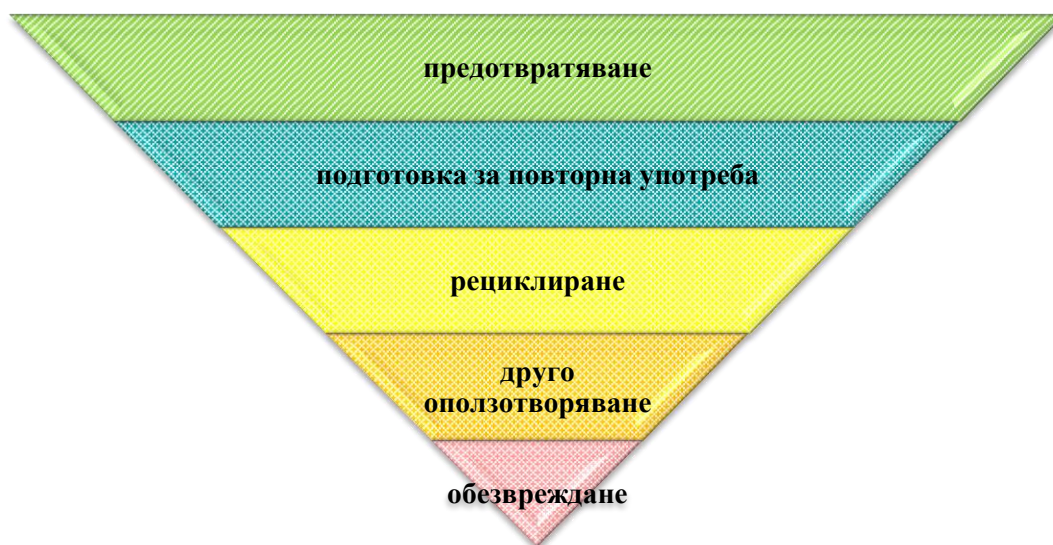 предотвратяване
подготовка за повторна употреба
рециклиране
друго
оползотворяване
обезвреждане